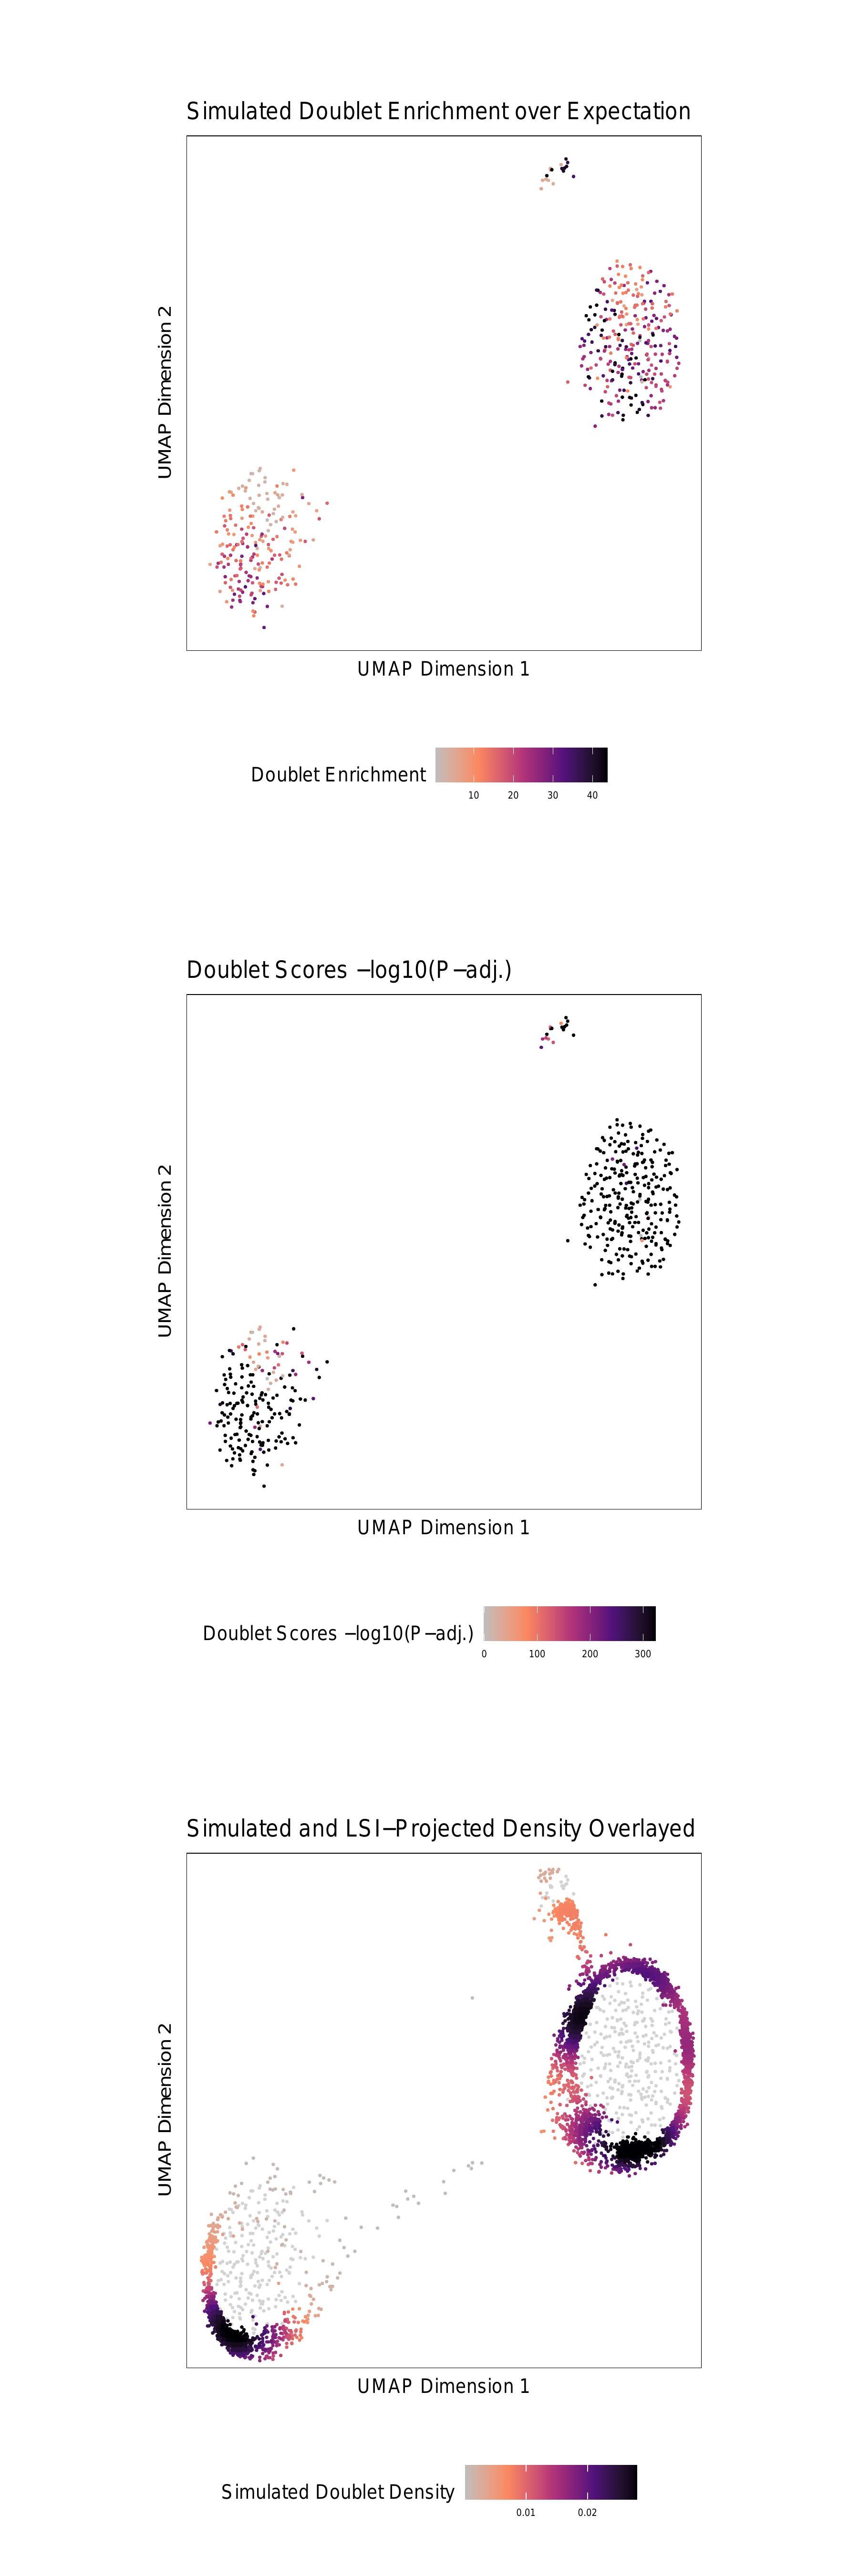 Simulated Doublet Enrichment over Expectation
UMAP Dimension 2
UMAP Dimension 1
Doublet Enrichment
10 20 30 40
Doublet Scores −log10(P−adj.)
UMAP Dimension 2
UMAP Dimension 1
Doublet Scores −log10(P−adj.)
0 100 200 300
Simulated and LSI−Projected Density Overlayed
UMAP Dimension 2
UMAP Dimension 1
Simulated Doublet Density
0.01 0.02